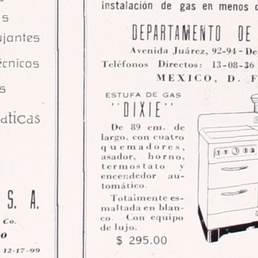 s
ujantes
écnicos
es
aticas
S. A.
Co.
O
12-17-99
instalación de gas en menos d
DEPARTAMENTO DE
Avenida Juárez, 92-94 - De
Teléfonos Directos: 13-08-36
MEXICO, D. F
ESTUFA DE GAS
"DIXIE"
De 89 cm. de
largo, con cuatro
quemadores,
asador, horno,
termostato y
encendedor au-
tomático.
Totalmente es-
maltada en blan-
co. Con equipo
de lujo.
$ 295.00